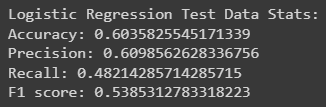 Logistic Regression Test Data Stats:
Accuracy: 0.6035825545171339
Precision: 0.6098562628336756
Recall: 0.48214285714285715
F1 score: 0.5385312783318223